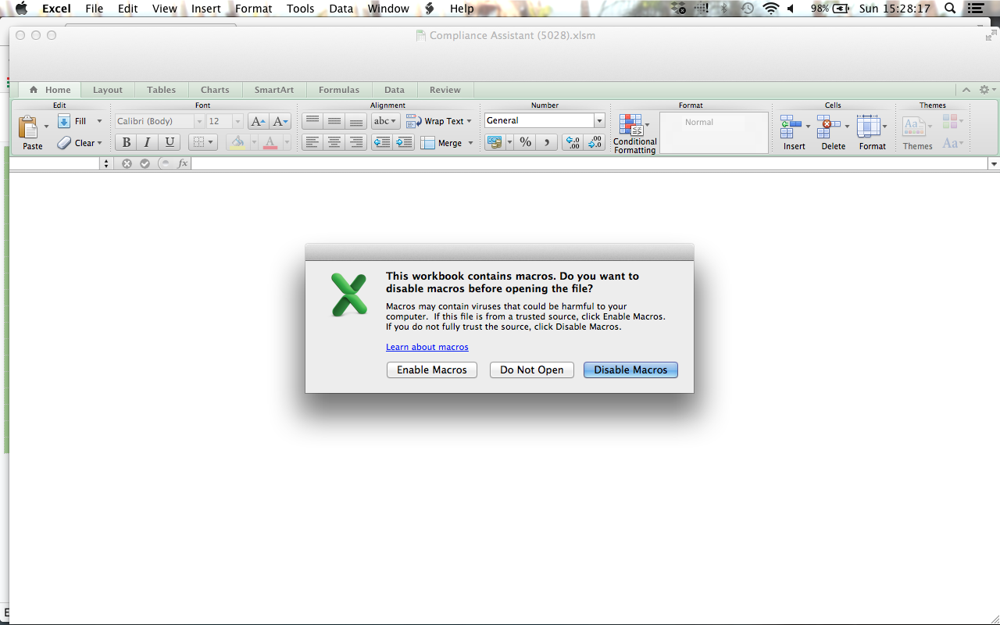 Excel File Edit View Insert Format Tools Data Window Help 98% Sun 15:28:17
Compliance Assistant (5028).xlsm
Home Layout Tables Charts SmartArt Formulas Data Review
Edit Font Alignment Number Format Cells Themes
Fill Calibri (Body) 12 A A abc Wrap Text General Normal Aa
Paste Clear B I U A Merge % , .0 .00 .00 .0 Conditional Formatting Insert Delete Format Themes Aa
fx
This workbook contains macros. Do you want to
disable macros before opening the file?
Macros may contain viruses that could be harmful to your
computer. If this file is from a trusted source, click Enable Macros.
If you do not fully trust the source, click Disable Macros.
Learn about macros
Enable Macros Do Not Open Disable Macros
E